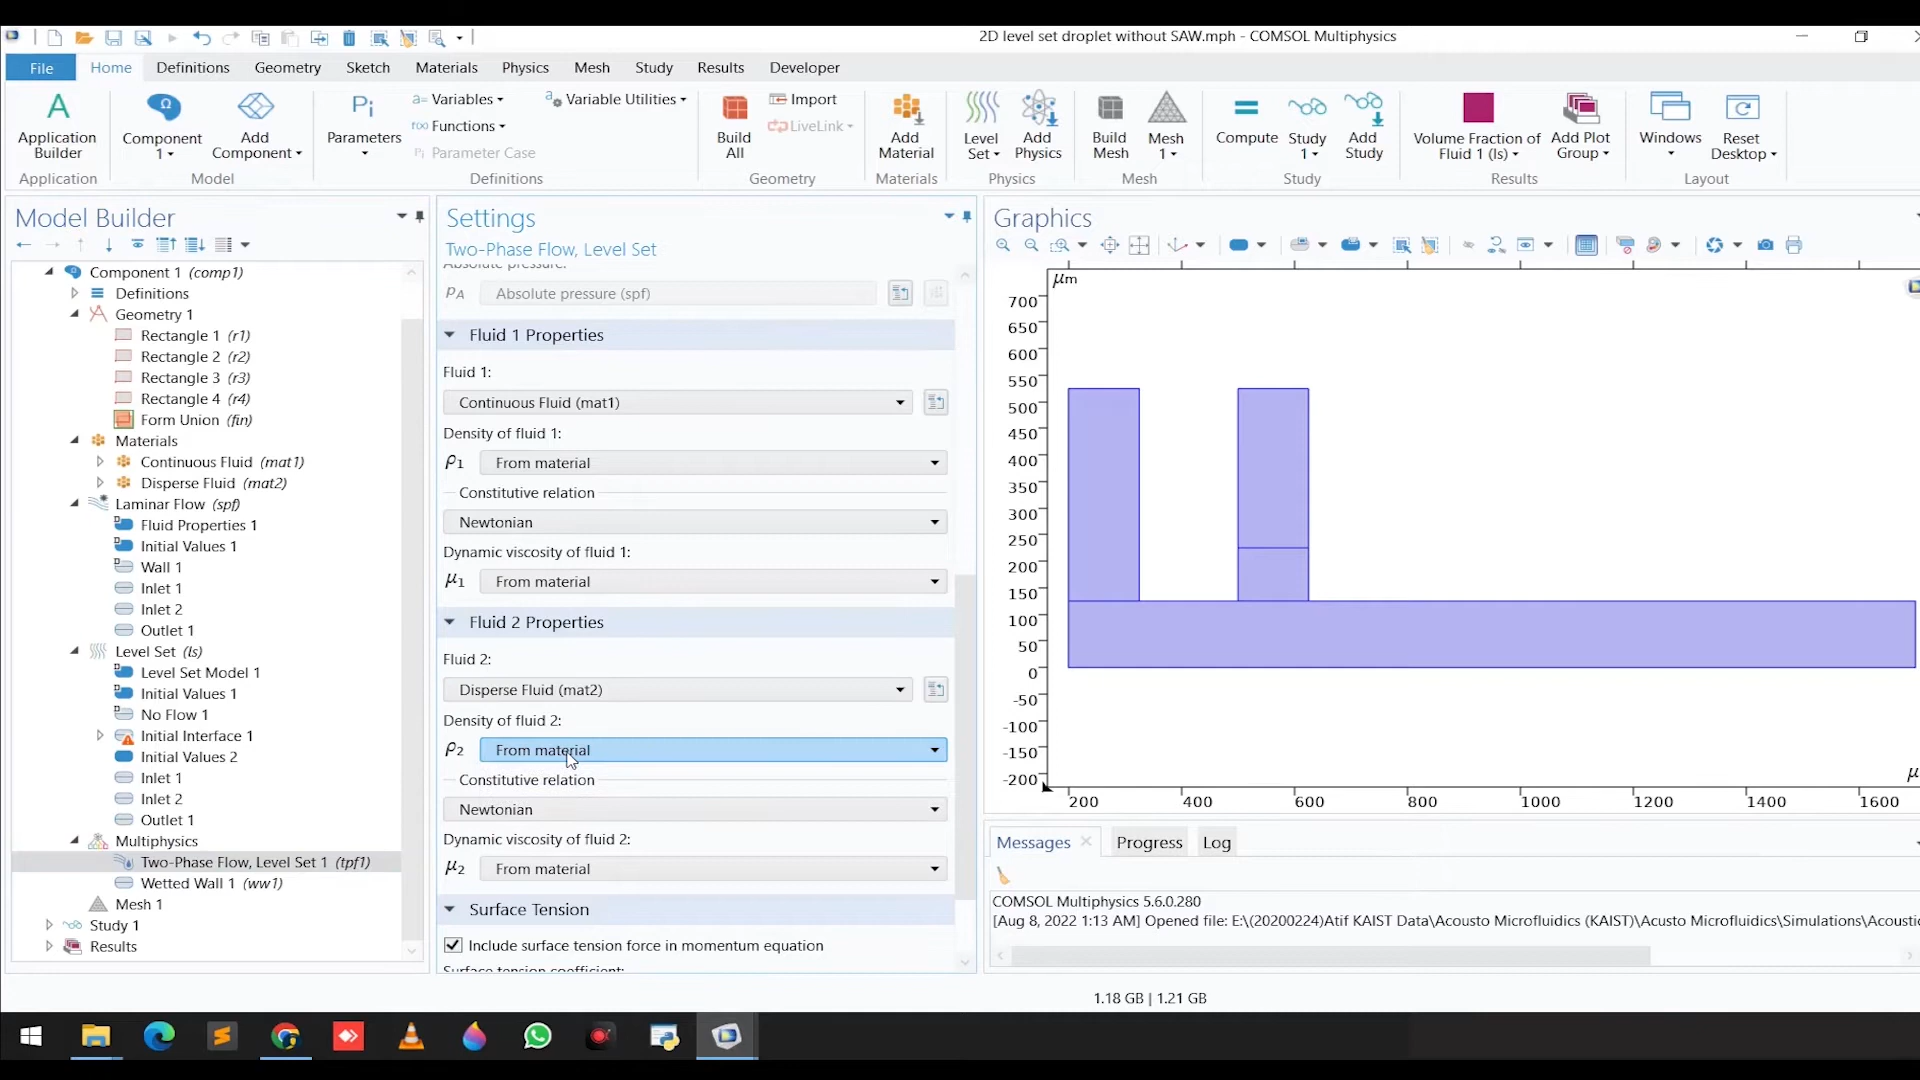 2D level set droplet without SAW.mph - COMSOL Multiphysics
File Home Definitions Geometry Sketch Materials Physics Mesh Study Results Developer
A
Application Builder
Application
Component 1
Add Component
Model
Pi
Parameters
a= Variables
Variable Utilities
f(x) Functions
Pi Parameter Case
Definitions
Build All
Import
LiveLink
Geometry
Add Material
Materials
Level Set
Add Physics
Physics
Build Mesh
Mesh 1
Mesh
Compute
Study 1
Add Study
Study
Volume Fraction of Fluid 1 (ls)
Add Plot Group
Results
Windows
Reset Desktop
Layout
Model Builder
Component 1 (comp1)
Definitions
Geometry 1
Rectangle 1 (r1)
Rectangle 2 (r2)
Rectangle 3 (r3)
Rectangle 4 (r4)
Form Union (fin)
Materials
Continuous Fluid (mat1)
Disperse Fluid (mat2)
Laminar Flow (spf)
Fluid Properties 1
Initial Values 1
Wall 1
Inlet 1
Inlet 2
Outlet 1
Level Set (ls)
Level Set Model 1
Initial Values 1
No Flow 1
Initial Interface 1
Initial Values 2
Inlet 1
Inlet 2
Outlet 1
Multiphysics
Two-Phase Flow, Level Set 1 (tpf1)
Wetted Wall 1 (ww1)
Mesh 1
Study 1
Results
Settings
Two-Phase Flow, Level Set
Absolute pressure:
pA Absolute pressure (spf)
Fluid 1 Properties
Fluid 1:
Continuous Fluid (mat1)
Density of fluid 1:
ρ1 From material
Constitutive relation
Newtonian
Dynamic viscosity of fluid 1:
μ1 From material
Fluid 2 Properties
Fluid 2:
Disperse Fluid (mat2)
Density of fluid 2:
ρ2 From material
Constitutive relation
Newtonian
Dynamic viscosity of fluid 2:
μ2 From material
Surface Tension
Include surface tension force in momentum equation
Surface tension coefficient:
Graphics
μm
700
650
600
550
500
450
400
350
300
250
200
150
100
50
0
-50
-100
-150
-200
μ
200 400 600 800 1000 1200 1400 1600
Messages Progress Log
COMSOL Multiphysics 5.6.0.280
[Aug 8, 2022 1:13 AM] Opened file: E:\(20200224)Atif KAIST Data\Acousto Microfluidics (KAIST)\Acusto Microfluidics\Simulations\Acoustic
1.18 GB | 1.21 GB